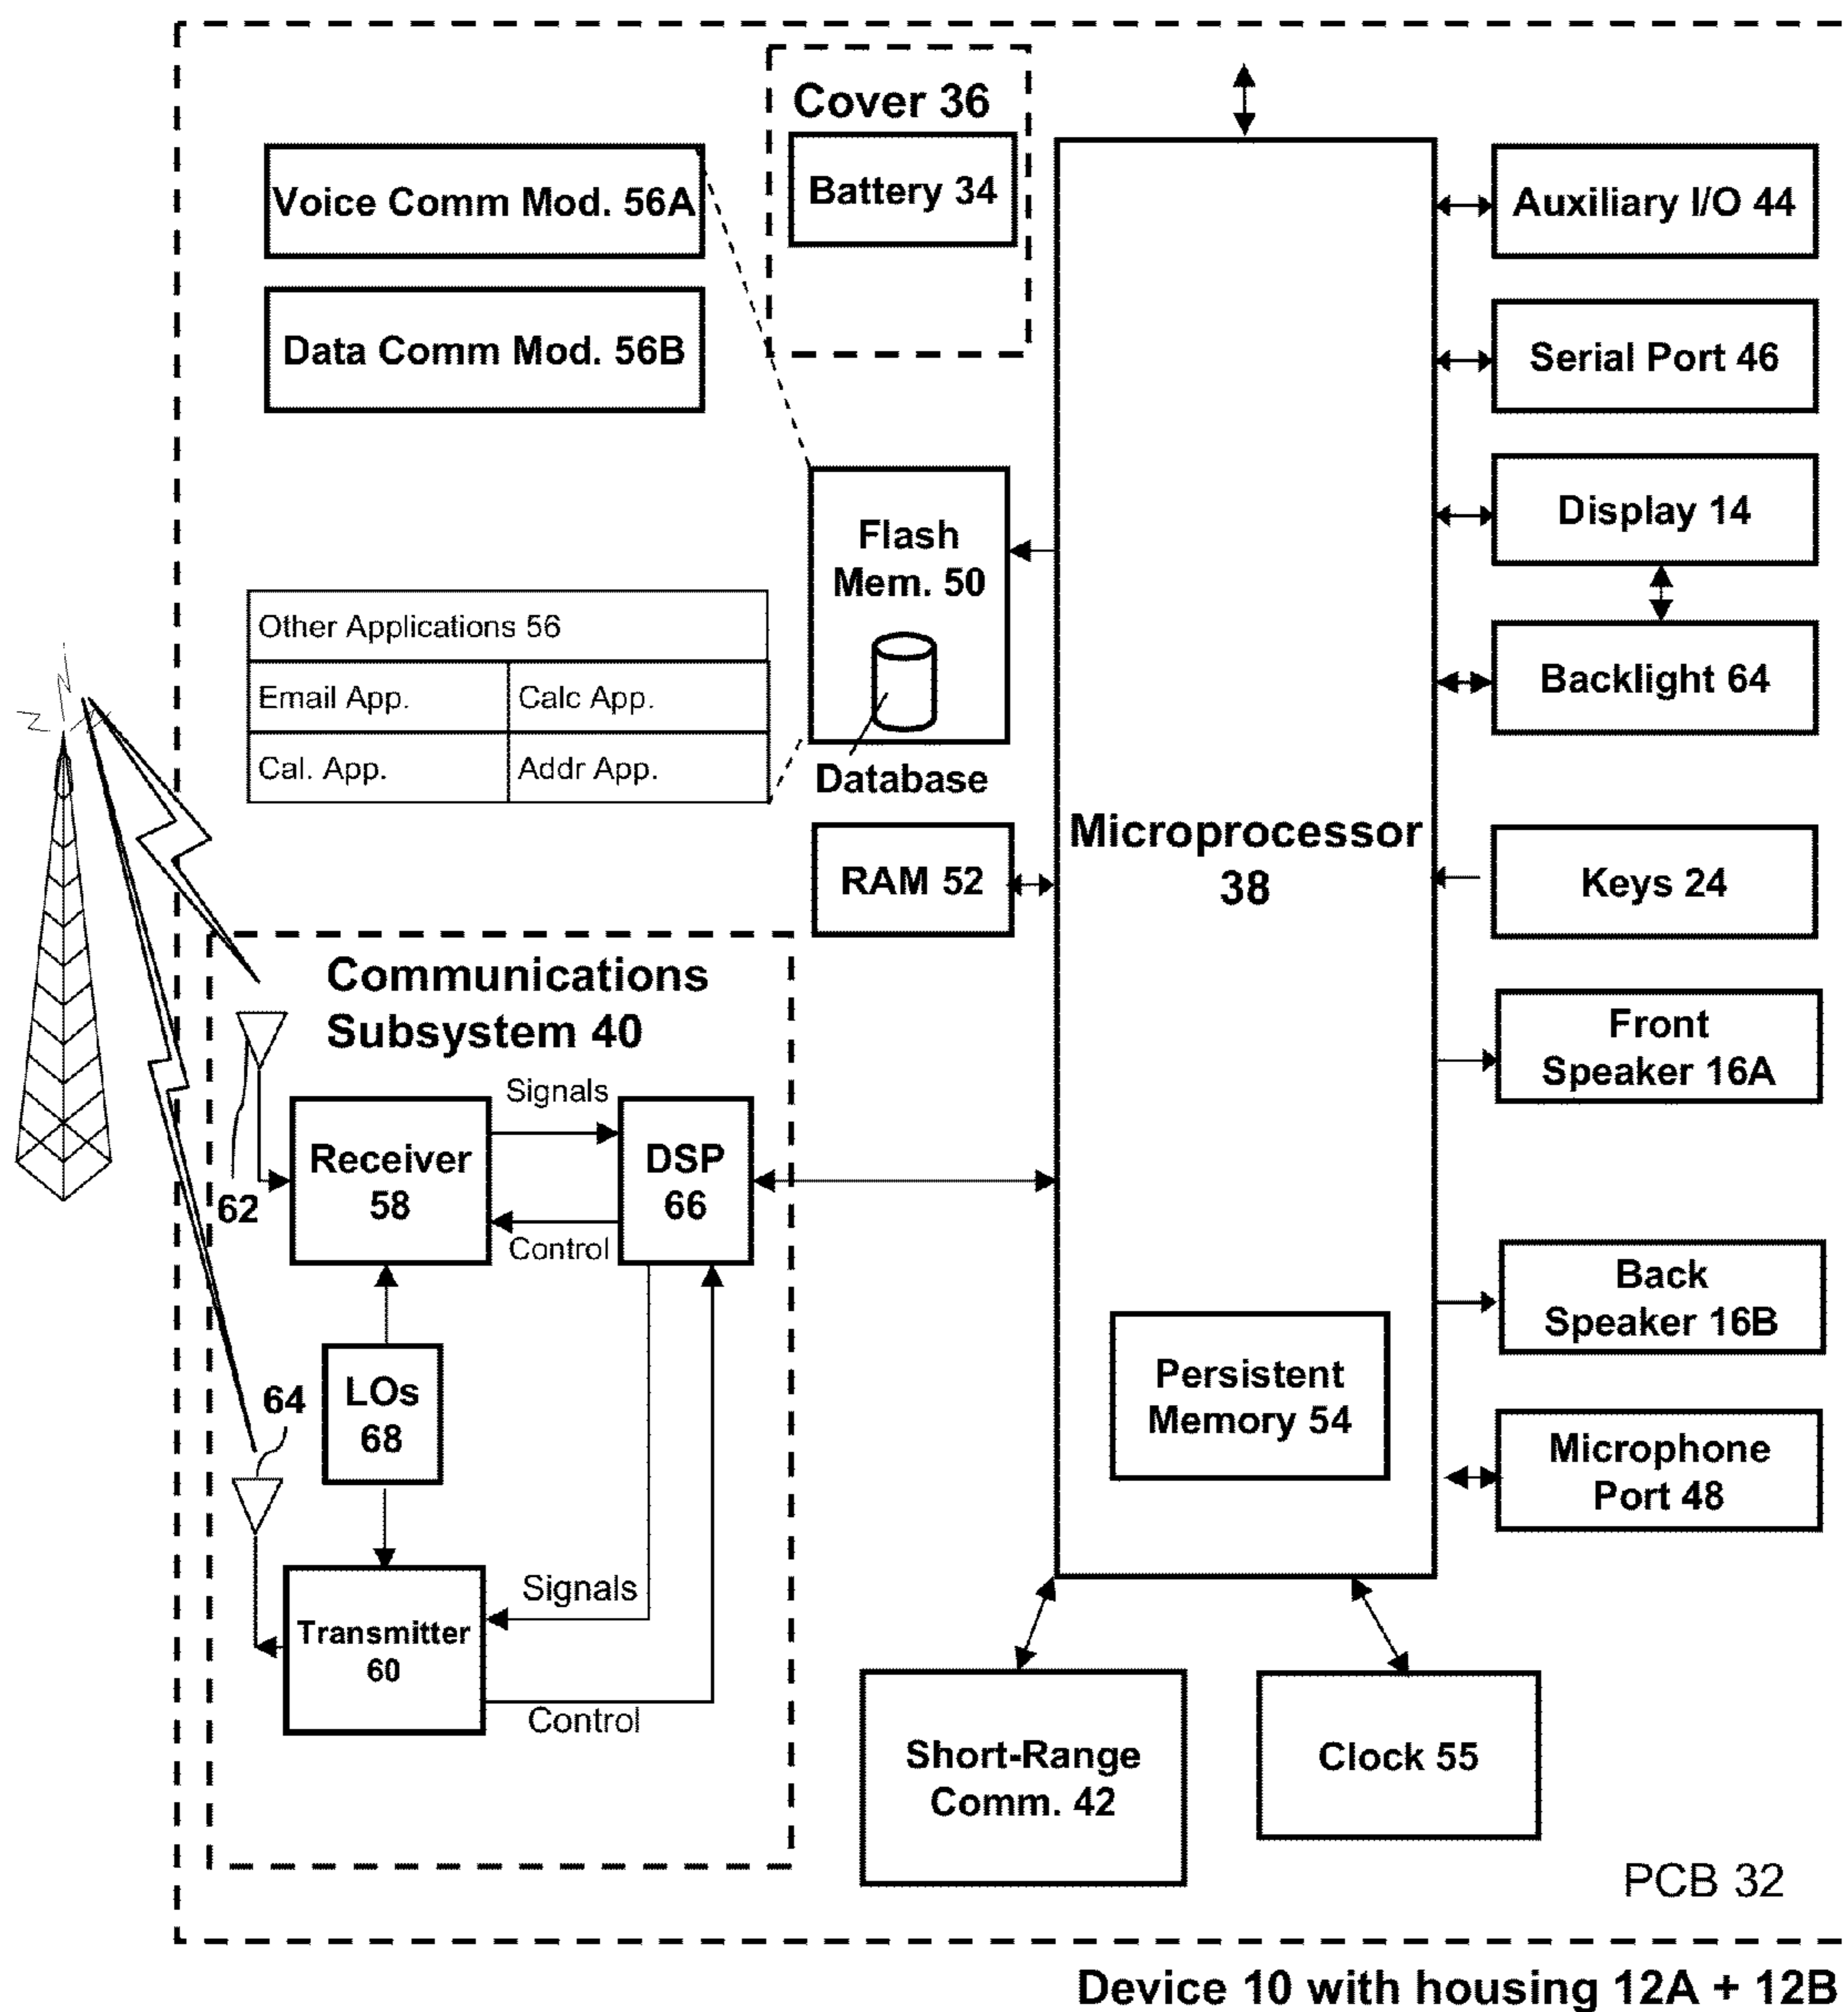 Cover 36
Battery 34
Voice Comm Mod. 56A
Data Comm Mod. 56B
Auxiliary I/O 44
Serial Port 46
Display 14
Backlight 64
Flash
Mem. 50
Database
Other Applications 56
Email App.
Calc App.
Cal. App.
Addr App.
RAM 52
Microprocessor
38
Keys 24
Front
Speaker 16A
Back
Speaker 16B
Microphone
Port 48
Persistent
Memory 54
Communications
Subsystem 40
Signals
Receiver
58
DSP
66
Control
62
LOs
68
64
Signals
Transmitter
60
Control
Short-Range
Comm. 42
Clock 55
PCB 32
Device 10 with housing 12A + 12B